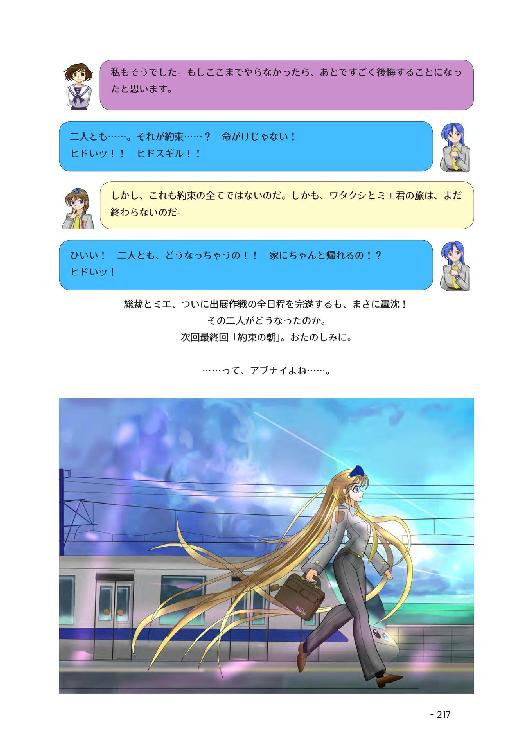 私もそうでした。もしここまでやらなかったら、あとですごく後悔することになっ
たと思います。
二人とも……。それが約束……？　命がけじゃない！
ヒドいッ！！　ヒドスギル！！
しかし、これも約束の全てではないのだ。しかも、ワタクシとミエ君の旅は、まだ
終わらないのだ。
ひいい！　二人とも、どうなっちゃうの！！　家にちゃんと帰れるの！？
ヒドいッ！
総裁とミエ、ついに出展作戦の全日程を完遂するも、まさに轟沈！
その二人がどうなったのか。
次回最終回「約束の朝」。おたのしみに。
……って、アブナイよね……。
- 217